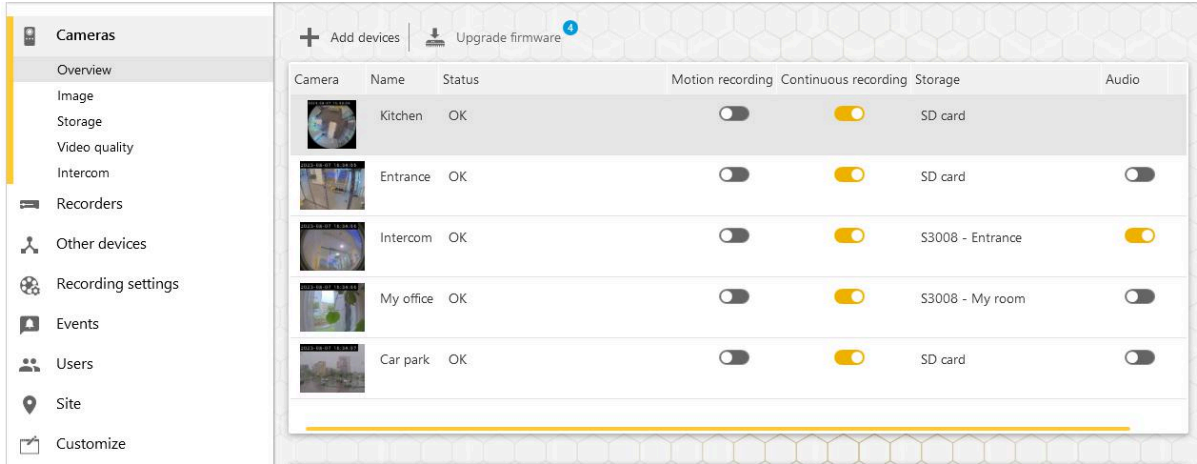 Cameras
Overview
Image
Storage
Video quality
Intercom
Recorders
Other devices
Recording settings
Events
Users
Site
Customize
Add devices Upgrade firmware 4
Camera Name Status Motion recording Continuous recording Storage Audio
Kitchen OK SD card
Entrance OK SD card
Intercom OK S3008 - Entrance
My office OK S3008 - My room
Car park OK SD card